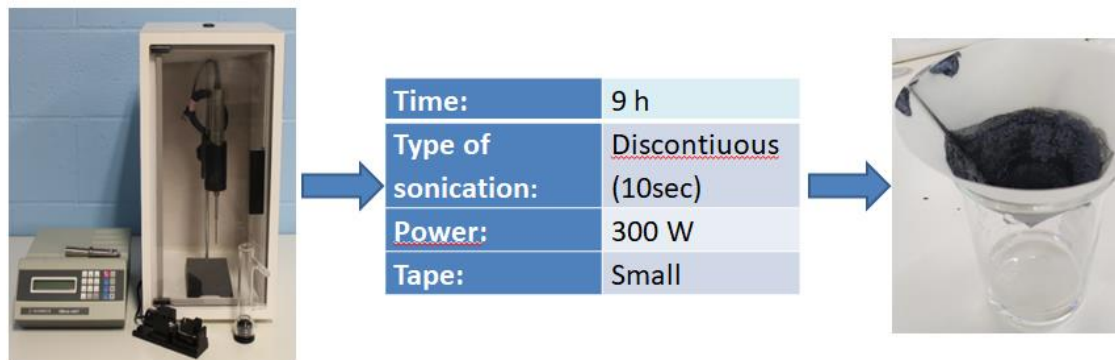 Time: 9 h
Type of Discontiuous
sonication: (10sec)
Power: 300 W
Tape: Small